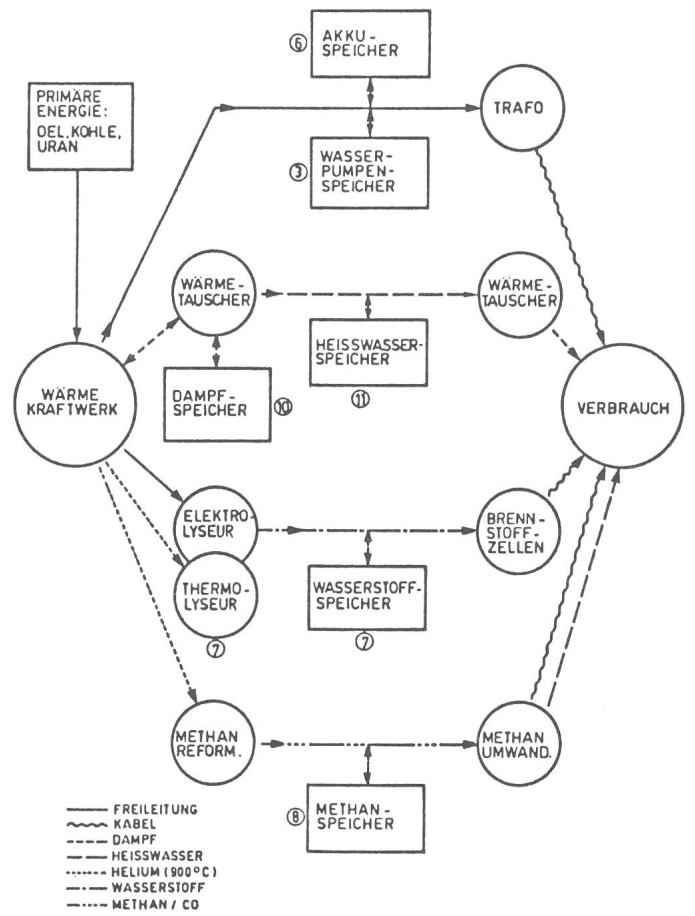 ⑥
AKKU-
SPEICHER
PRIMÄRE
ENERGIE:
OEL, KOHLE,
URAN
TRAFO
③
WASSER-
PUMPEN-
SPEICHER
WÄRME-
TAUSCHER
WÄRME-
TAUSCHER
HEISSWASSER-
SPEICHER
⑪
DAMPF-
SPEICHER
⑩
WÄRME
KRAFTWERK
VERBRAUCH
ELEKTRO-
LYSEUR
BRENN-
STOFF-
ZELLEN
THERMO-
LYSEUR
⑦
WASSERSTOFF-
SPEICHER
⑦
METHAN
REFORM.
METHAN
UMWAND.
⑧
METHAN-
SPEICHER
FREILEITUNG
KABEL
DAMPF
HEISSWASSER
HELIUM (900°C)
WASSERSTOFF
METHAN / CO